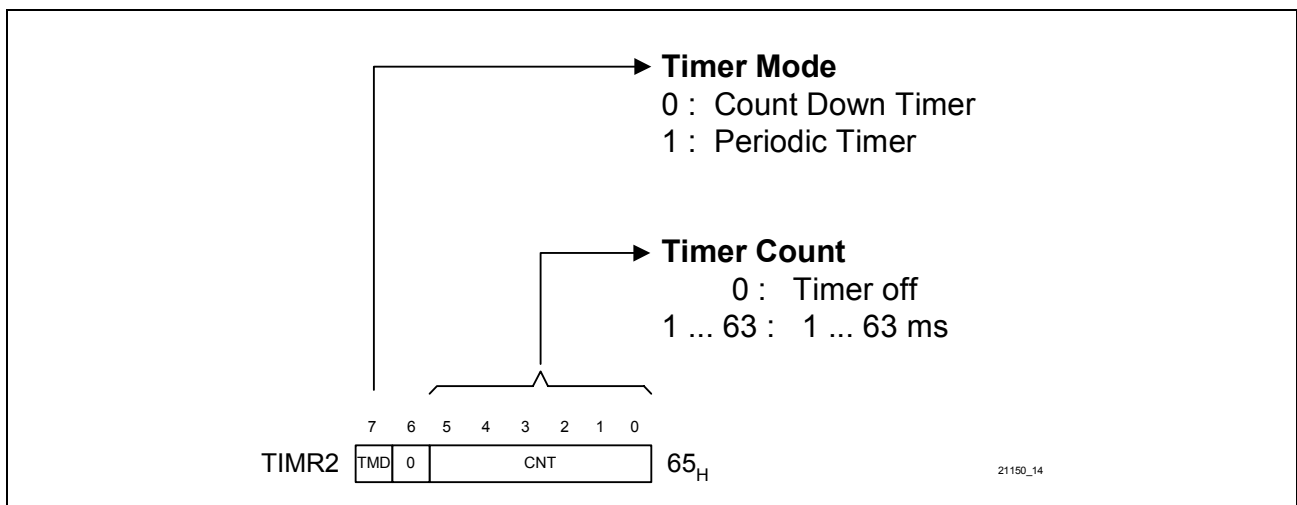 Timer Mode
0 : Count Down Timer
1 : Periodic Timer
Timer Count
0 : Timer off
1 ... 63 : 1 ... 63 ms
7 6 5 4 3 2 1 0
TIMR2 TMD 0 CNT 65H
21150_14